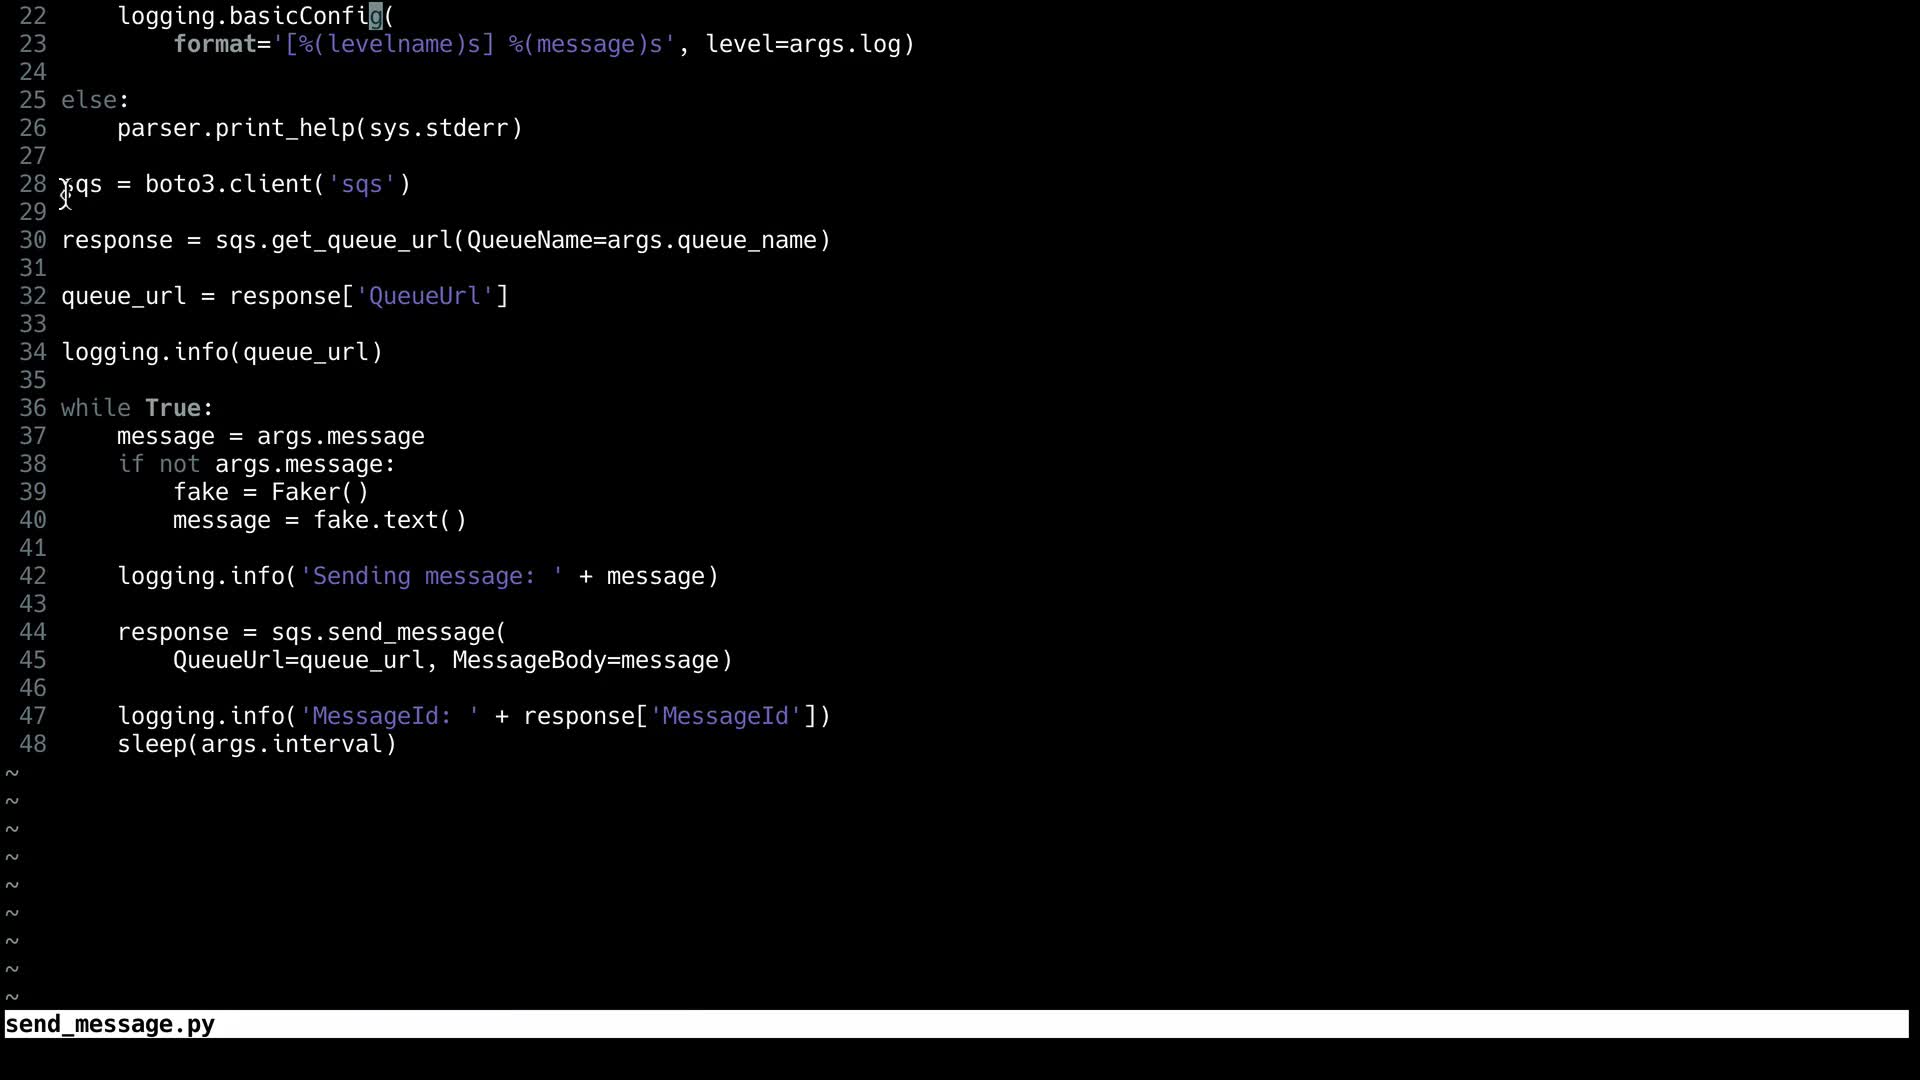 22     logging.basicConfig(
23         format='[%(levelname)s] %(message)s', level=args.log)
24
25 else:
26     parser.print_help(sys.stderr)
27
28 sqs = boto3.client('sqs')
29
30 response = sqs.get_queue_url(QueueName=args.queue_name)
31
32 queue_url = response['QueueUrl']
33
34 logging.info(queue_url)
35
36 while True:
37     message = args.message
38     if not args.message:
39         fake = Faker()
40         message = fake.text()
41
42     logging.info('Sending message: ' + message)
43
44     response = sqs.send_message(
45         QueueUrl=queue_url, MessageBody=message)
46
47     logging.info('MessageId: ' + response['MessageId'])
48     sleep(args.interval)
~
~
~
~
~
~
~
~
~
send_message.py